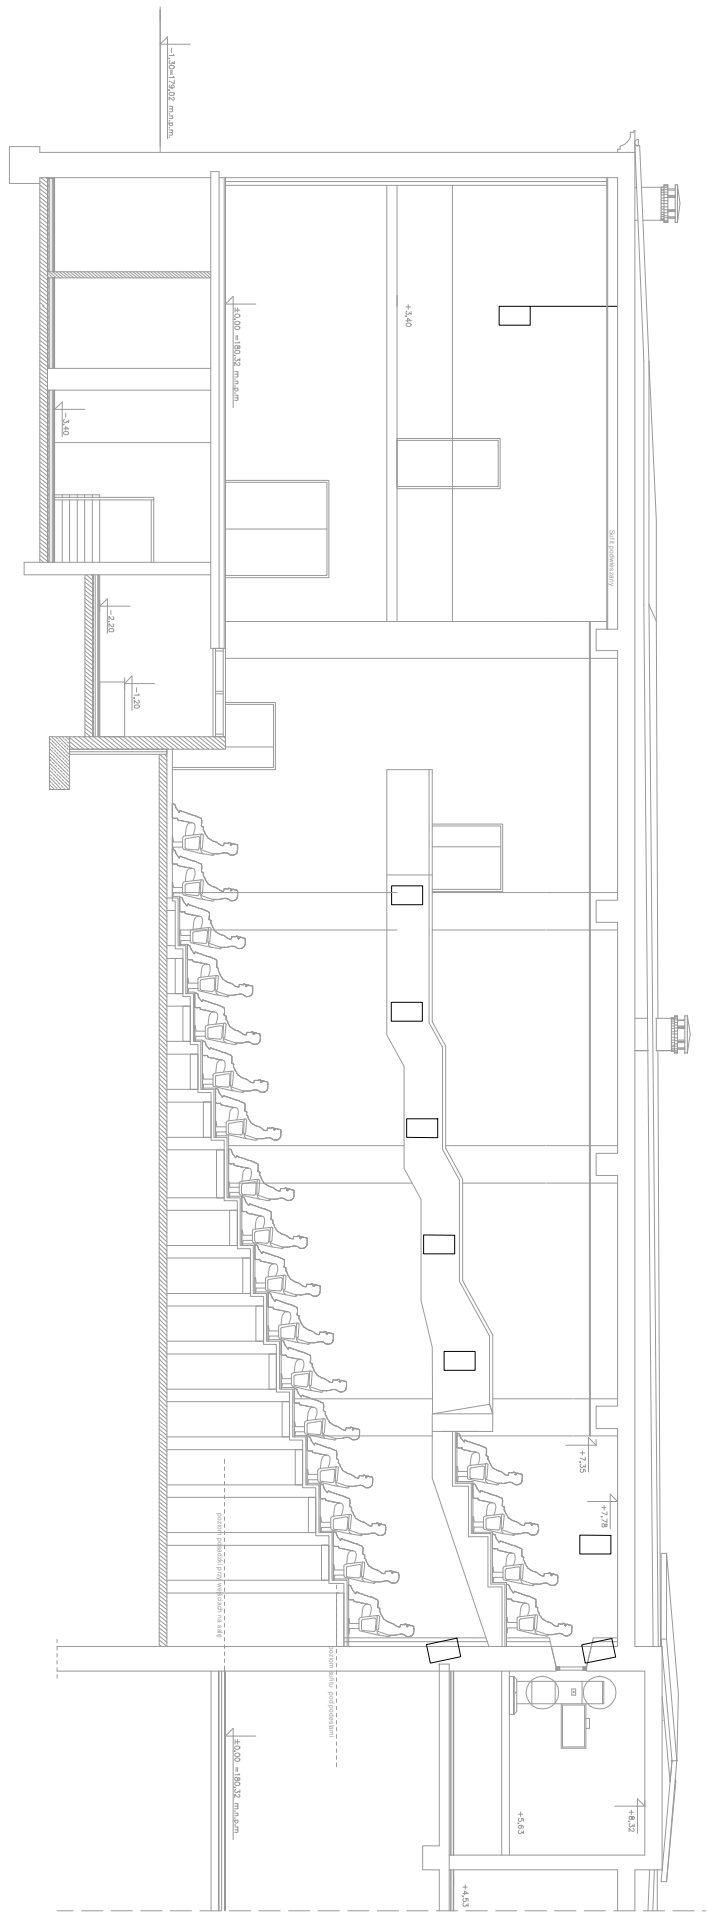 -1,30=179,02 m.n.p.m.
±0,00 =180,32 m.n.p.m
+3,40
-3,40
Sufit podwieszany
-2,20
-1,20
+7,35
+7,78
poziom posadzki przy wejściach na salę
poziom sufitu pod podestami
±0,00 =180,32 m.n.p.m
+5,63
+8,32
+4,53